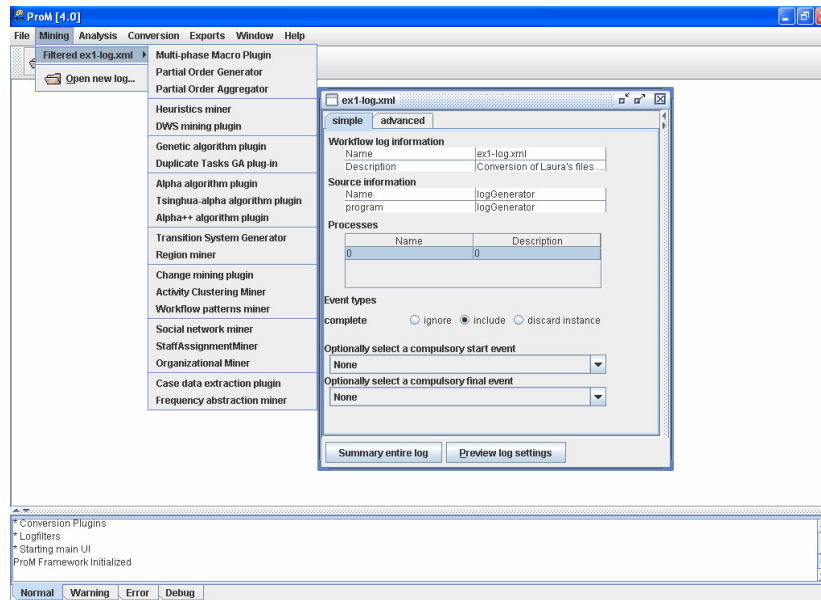 ProM [4.0]
File Mining Analysis Conversion Exports Window Help
Filtered ex1-log.xml
Open new log...
Multi-phase Macro Plugin
Partial Order Generator
Partial Order Aggregator
Heuristics miner
DWS mining plugin
Genetic algorithm plugin
Duplicate Tasks GA plug-in
Alpha algorithm plugin
Tsinghua-alpha algorithm plugin
Alpha++ algorithm plugin
Transition System Generator
Region miner
Change mining plugin
Activity Clustering Miner
Workflow patterns miner
Social network miner
StaffAssignmentMiner
Organizational Miner
Case data extraction plugin
Frequency abstraction miner
ex1-log.xml
simple advanced
Workflow log information
Name ex1-log.xml
Description Conversion of Laura's files ...
Source information
Name logGenerator
program logGenerator
Processes
Name Description
0 0
Event types
complete ignore include discard instance
Optionally select a compulsory start event
None
Optionally select a compulsory final event
None
Summary entire log Preview log settings
* Conversion Plugins
* Logfilters
* Starting main UI
ProM Framework Initialized
Normal Warning Error Debug